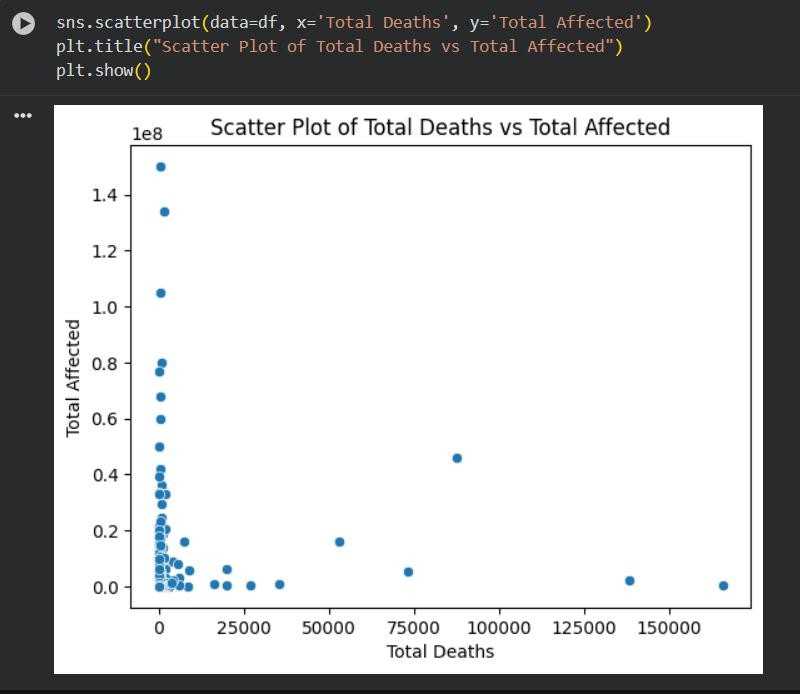 sns.scatterplot(data=df, x='Total Deaths', y='Total Affected')
plt.title("Scatter Plot of Total Deaths vs Total Affected")
plt.show()
Scatter Plot of Total Deaths vs Total Affected
1e8
1.4
1.2
1.0
0.8
0.6
0.4
0.2
0.0
Total Affected
0 25000 50000 75000 100000 125000 150000
Total Deaths